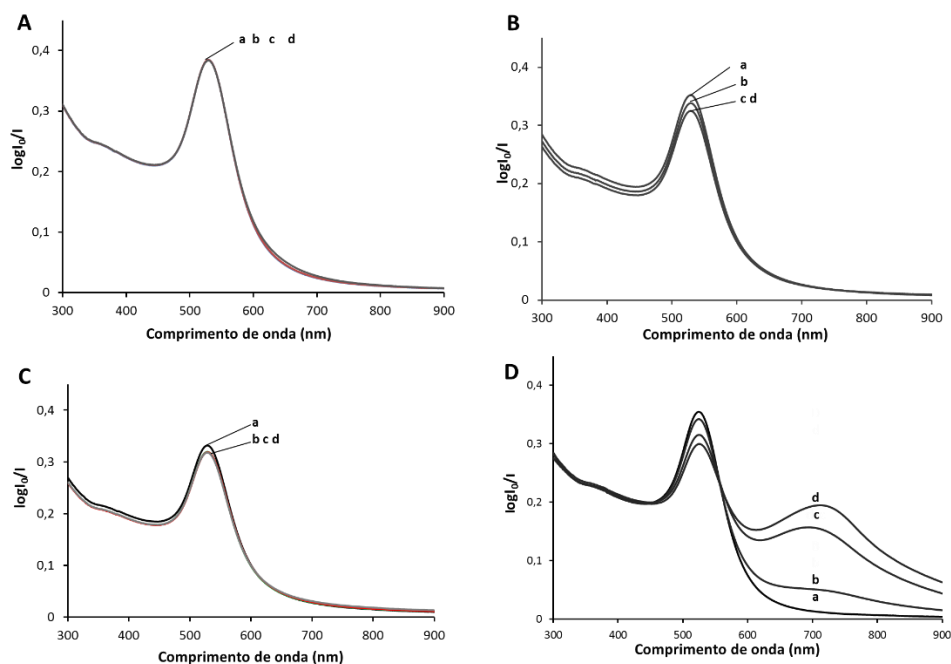 A
a b c d
logI₀/I
0,4
0,3
0,2
0,1
0
300 400 500 600 700 800 900
Comprimento de onda (nm)
B
a
b
c d
logI₀/I
0,4
0,3
0,2
0,1
0
300 400 500 600 700 800 900
Comprimento de onda (nm)
C
a
b c d
logI₀/I
0,4
0,3
0,2
0,1
0
300 400 500 600 700 800 900
Comprimento de onda (nm)
D
d
c
b
a
logI₀/I
0,4
0,3
0,2
0,1
0
300 400 500 600 700 800 900
Comprimento de onda (nm)